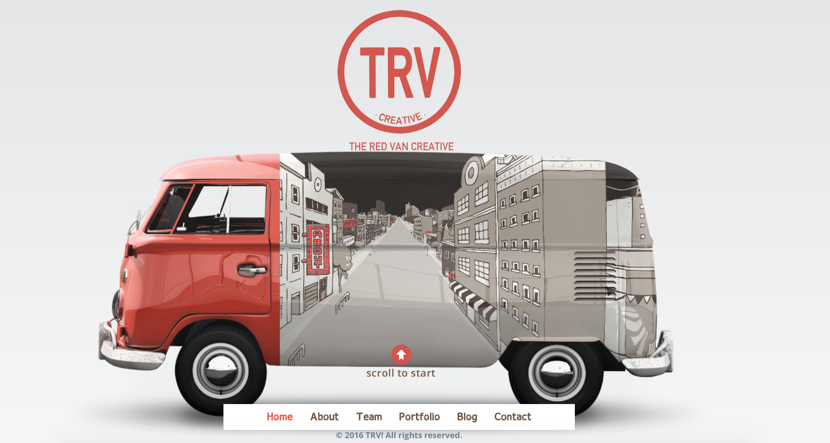 TRV
· CREATIVE ·
THE RED VAN CREATIVE
scroll to start
Home About Team Portfolio Blog Contact
© 2016 TRV! All rights reserved.